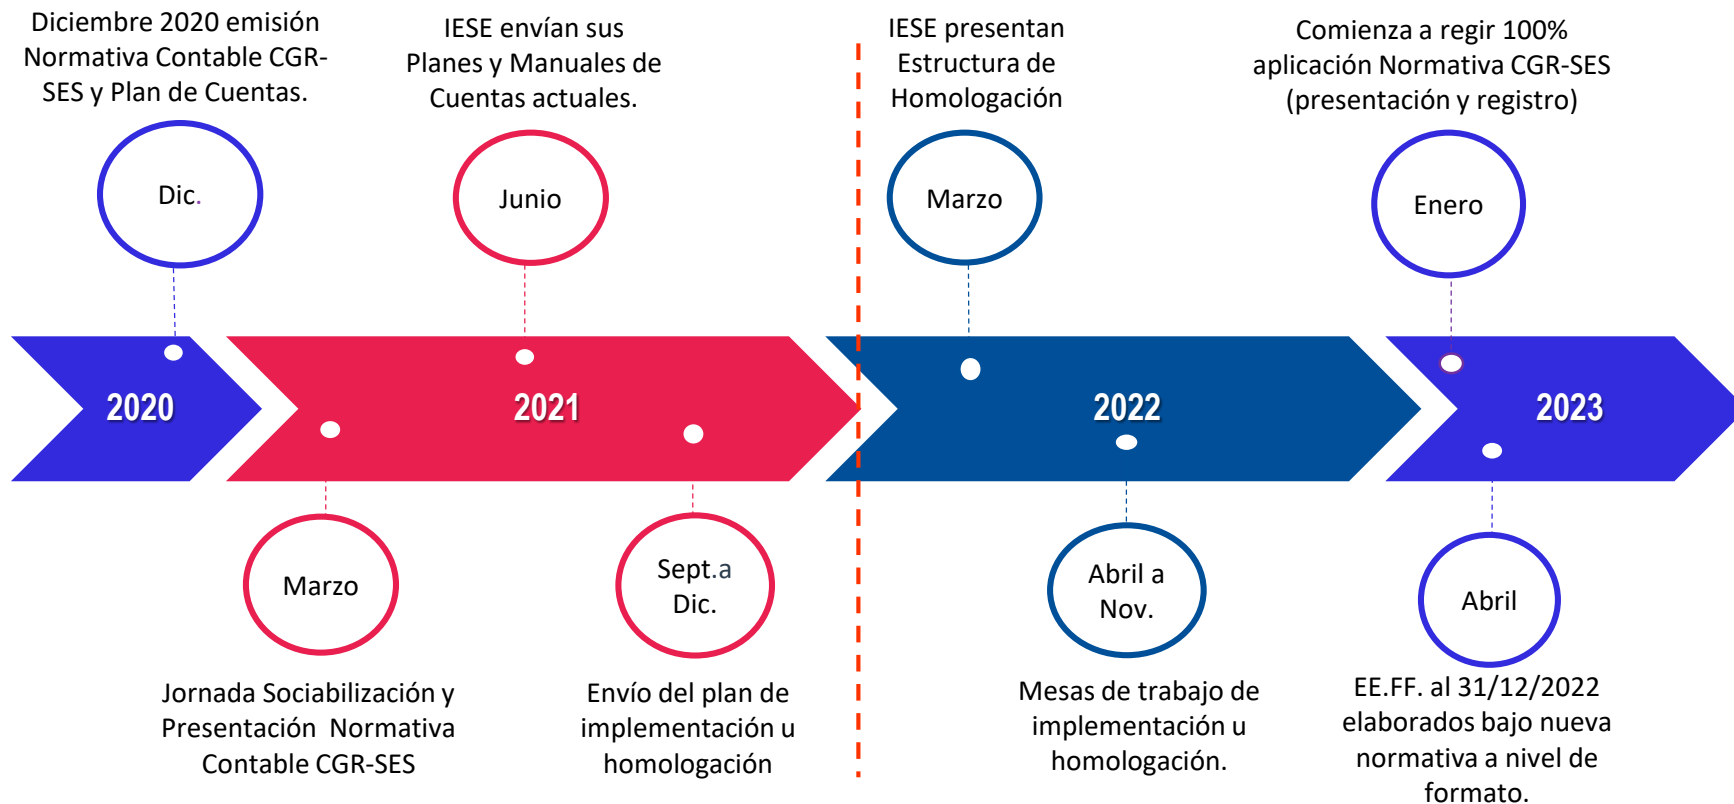 Diciembre 2020 emisión
Normativa Contable CGR-
SES y Plan de Cuentas.
IESE envían sus
Planes y Manuales de
Cuentas actuales.
IESE presentan
Estructura de
Homologación
Comienza a regir 100%
aplicación Normativa CGR-SES
(presentación y registro)
Dic.
Junio
Marzo
Enero
2020
2021
2022
2023
Marzo
Sept.a
Dic.
Abril a
Nov.
Abril
Jornada Sociabilización y
Presentación  Normativa
Contable CGR-SES
Envío del plan de
implementación u
homologación
Mesas de trabajo de
implementación u
homologación.
EE.FF. al 31/12/2022
elaborados bajo nueva
normativa a nivel de
formato.